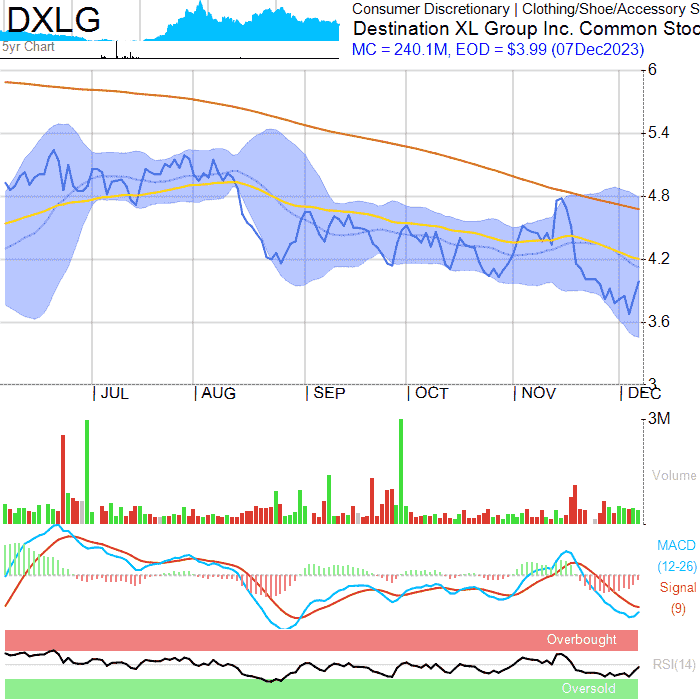 DXLG
5yr Chart
Consumer Discretionary | Clothing/Shoe/Accessory S
Destination XL Group Inc. Common Stoc
MC = 240.1M, EOD = $3.99 (07Dec2023)
6
5.4
4.8
4.2
3.6
3
JUL
AUG
SEP
OCT
NOV
DEC
3M
Volume
MACD
(12-26)
Signal
(9)
Overbought
RSI(14)
Oversold